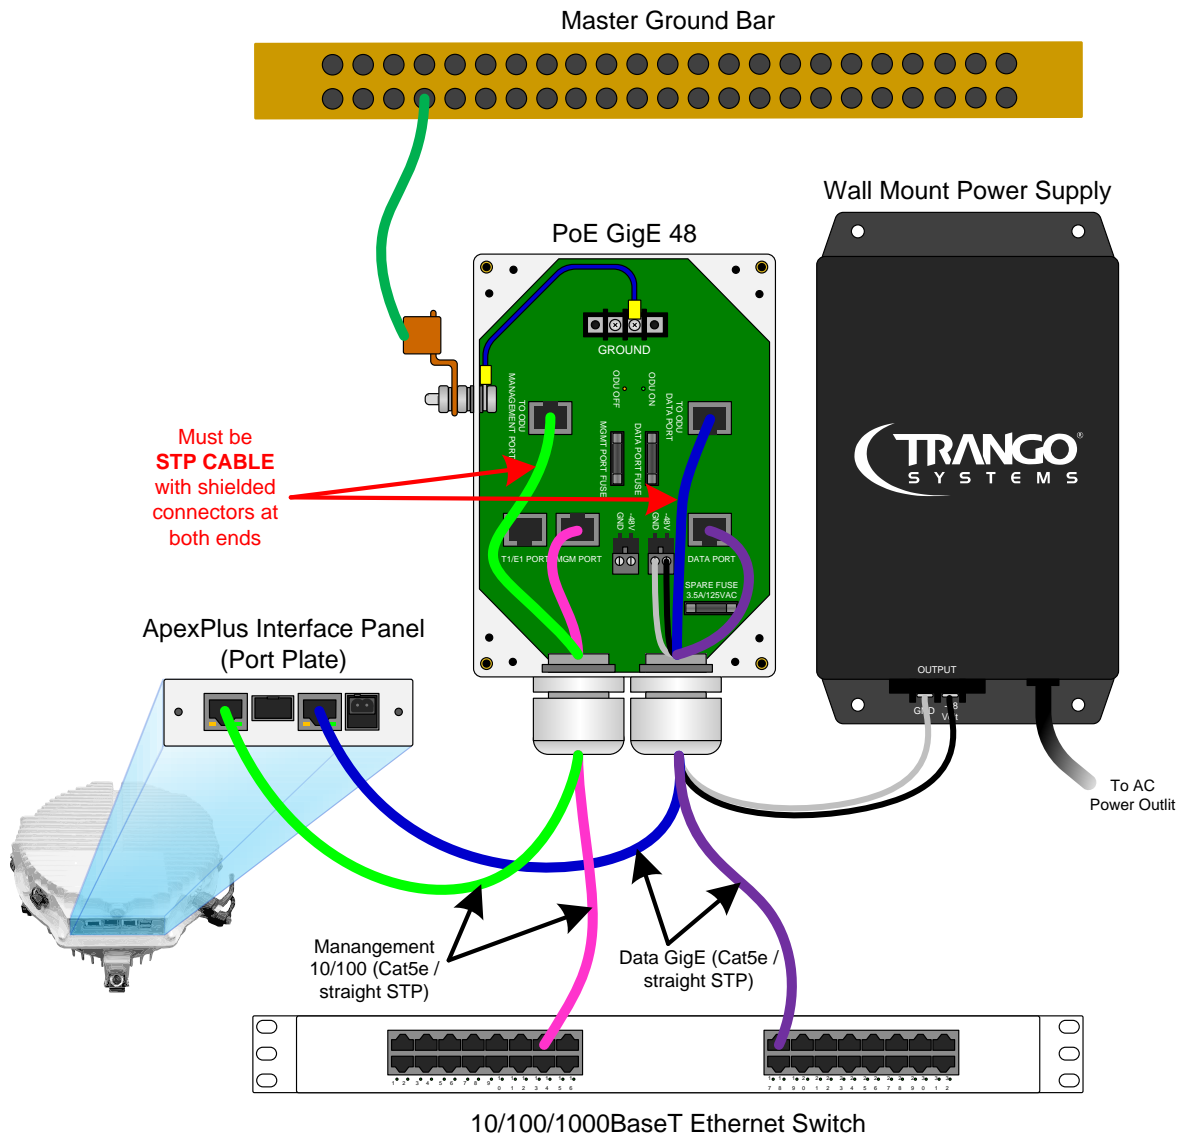 Master Ground Bar
Wall Mount Power Supply
PoE GigE 48
GROUND
ODU OFF
ODU ON
TO ODU
MANAGEMENT PORT
TO ODU
DATA PORT
MGMT PORT FUSE
DATA PORT FUSE
Must be
STP CABLE
with shielded
connectors at
both ends
TRANGO®
SYSTEMS
GND
-48V
GND
-48V
T1/E1 PORT
MGM PORT
DATA PORT
SPARE FUSE
3.5A/125VAC
ApexPlus Interface Panel
(Port Plate)
OUTPUT
GND
Volt
To AC
Power Outlit
Manangement
10/100 (Cat5e /
straight STP)
Data GigE (Cat5e /
straight STP)
10/100/1000BaseT Ethernet Switch